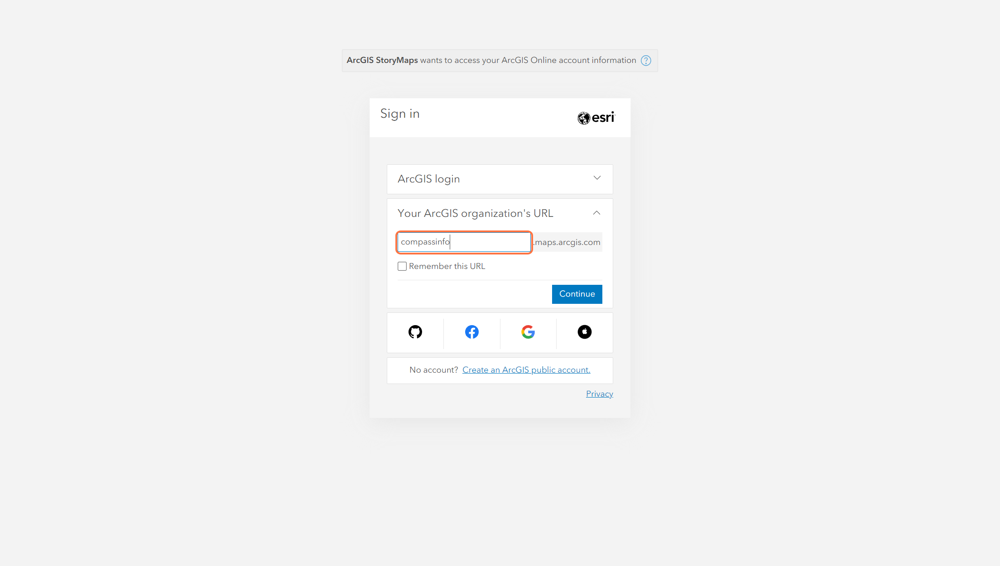 ArcGIS StoryMaps wants to access your ArcGIS Online account information ?
Sign in
esri
ArcGIS login
Your ArcGIS organization's URL
compassinfo .maps.arcgis.com
Remember this URL
Continue
No account? Create an ArcGIS public account.
Privacy